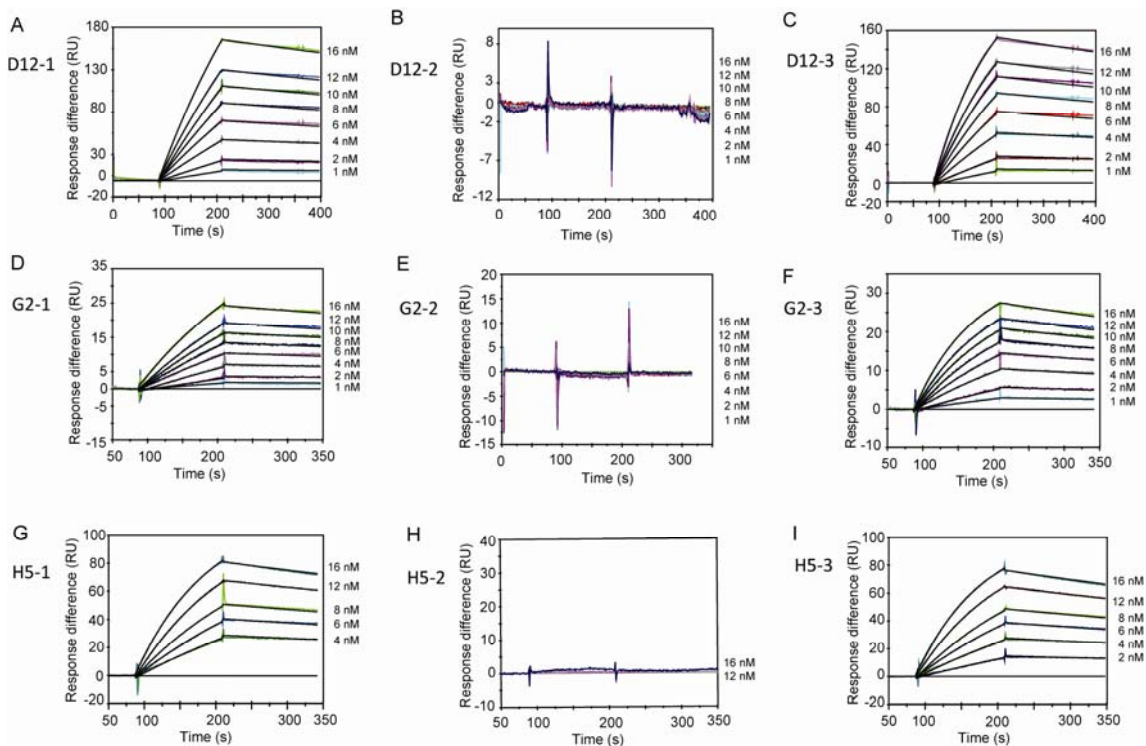 A
D12-1
Response difference (RU)
180
130
80
30
0
-20
0
100
200
300
400
Time (s)
16 nM
12 nM
10 nM
8 nM
6 nM
4 nM
2 nM
1 nM
B
D12-2
Response difference (RU)
8
4
0
-2
-7
-12
0
100
200
300
400
Time (s)
16 nM
12 nM
10 nM
8 nM
6 nM
4 nM
2 nM
1 nM
C
D12-3
Response difference (RU)
160
120
80
40
0
-20
0
100
200
300
400
Time (s)
16 nM
12 nM
10 nM
8 nM
6 nM
4 nM
2 nM
1 nM
D
G2-1
Response difference (RU)
35
25
15
5
0
-5
15
50
100
200
300
350
Time (s)
16 nM
12 nM
10 nM
8 nM
6 nM
4 nM
2 nM
1 nM
E
G2-2
Response difference (RU)
20
15
10
5
0
-5
-10
-15
0
100
200
300
Time (s)
16 nM
12 nM
10 nM
8 nM
6 nM
4 nM
2 nM
1 nM
F
G2-3
Response difference (RU)
30
20
10
0
-10
50
100
200
300
350
Time (s)
16 nM
12 nM
10 nM
8 nM
6 nM
4 nM
2 nM
1 nM
G
H5-1
Response difference (RU)
100
80
60
40
20
0
-20
50
100
200
300
350
Time (s)
16 nM
12 nM
8 nM
6 nM
4 nM
H
H5-2
Response difference (RU)
40
30
20
10
0
-10
50
100
150
200
250
300
350
Time (s)
16 nM
12 nM
I
H5-3
Response difference (RU)
100
80
60
40
20
0
-20
50
100
150
200
250
300
350
Time (s)
16 nM
12 nM
8 nM
6 nM
4 nM
2 nM